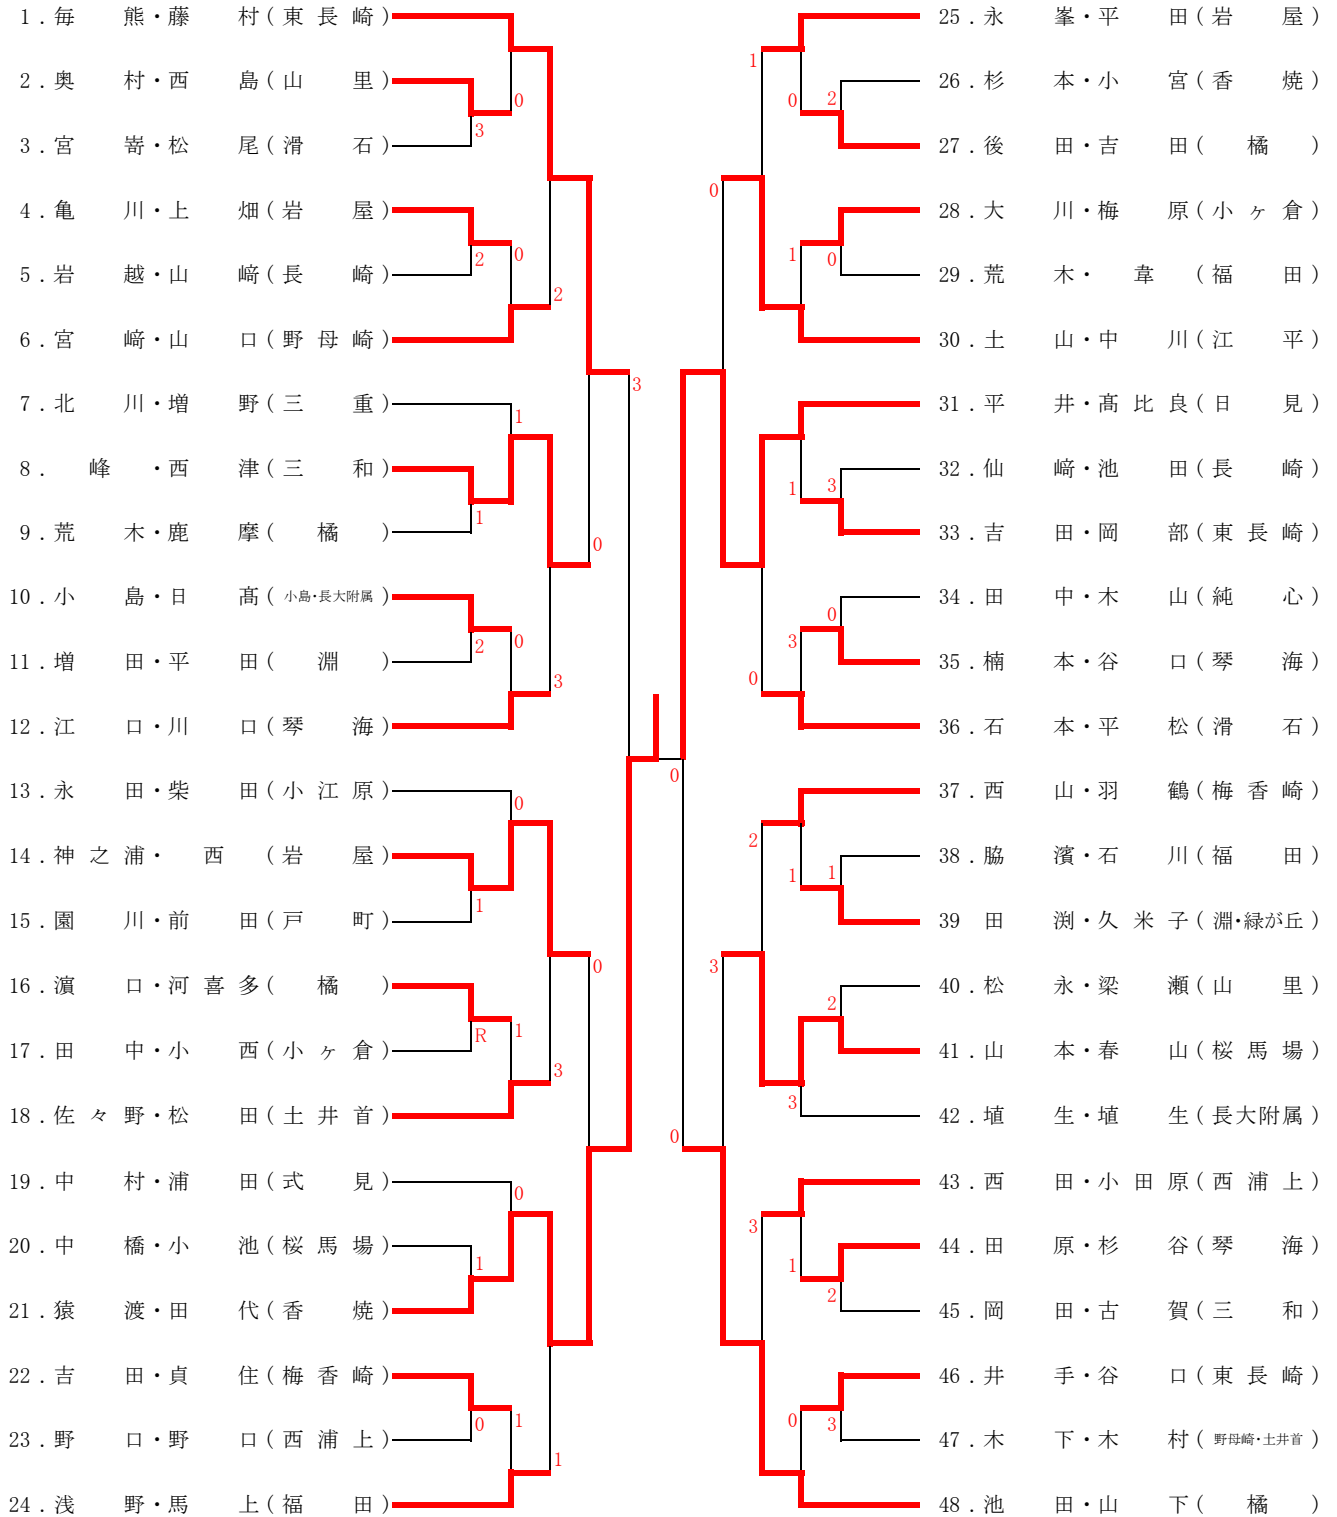 1．毎熊・藤村(東長崎)
2．奥村・西島(山里)
3．宮嵜・松尾(滑石)
4．亀川・上畑(岩屋)
5．岩越・山﨑(長崎)
6．宮﨑・山口(野母崎)
7．北川・増野(三重)
8．峰・西津(三和)
9．荒木・鹿摩(橘)
10．小島・日髙(小島・長大附属)
11．増田・平田(淵)
12．江口・川口(琴海)
13．永田・柴田(小江原)
14．神之浦・西(岩屋)
15．園川・前田(戸町)
16．濵口・河喜多(橘)
17．田中・小西(小ヶ倉)
18．佐々野・松田(土井首)
19．中村・浦田(式見)
20．中橋・小池(桜馬場)
21．猿渡・田代(香焼)
22．吉田・貞住(梅香崎)
23．野口・野口(西浦上)
24．浅野・馬上(福田)
0
3
2
0
2
1
1
0
2
0
3
3
0
1
0
R
1
3
0
1
0
1
1
3
0
0
0
0
3
1
0
2
1
0
1
3
0
3
0
2
1
1
2
3
3
1
2
0
3
25．永峯・平田(岩屋)
26．杉本・小宮(香焼)
27．後田・吉田(橘)
28．大川・梅原(小ヶ倉)
29．荒木・韋(福田)
30．土山・中川(江平)
31．平井・髙比良(日見)
32．仙﨑・池田(長崎)
33．吉田・岡部(東長崎)
34．田中・木山(純心)
35．楠本・谷口(琴海)
36．石本・平松(滑石)
37．西山・羽鶴(梅香崎)
38．脇濱・石川(福田)
39 田渕・久米子(淵・緑が丘)
40．松永・梁瀬(山里)
41．山本・春山(桜馬場)
42．埴生・埴生(長大附属)
43．西田・小田原(西浦上)
44．田原・杉谷(琴海)
45．岡田・古賀(三和)
46．井手・谷口(東長崎)
47．木下・木村(野母崎・土井首)
48．池田・山下(橘)